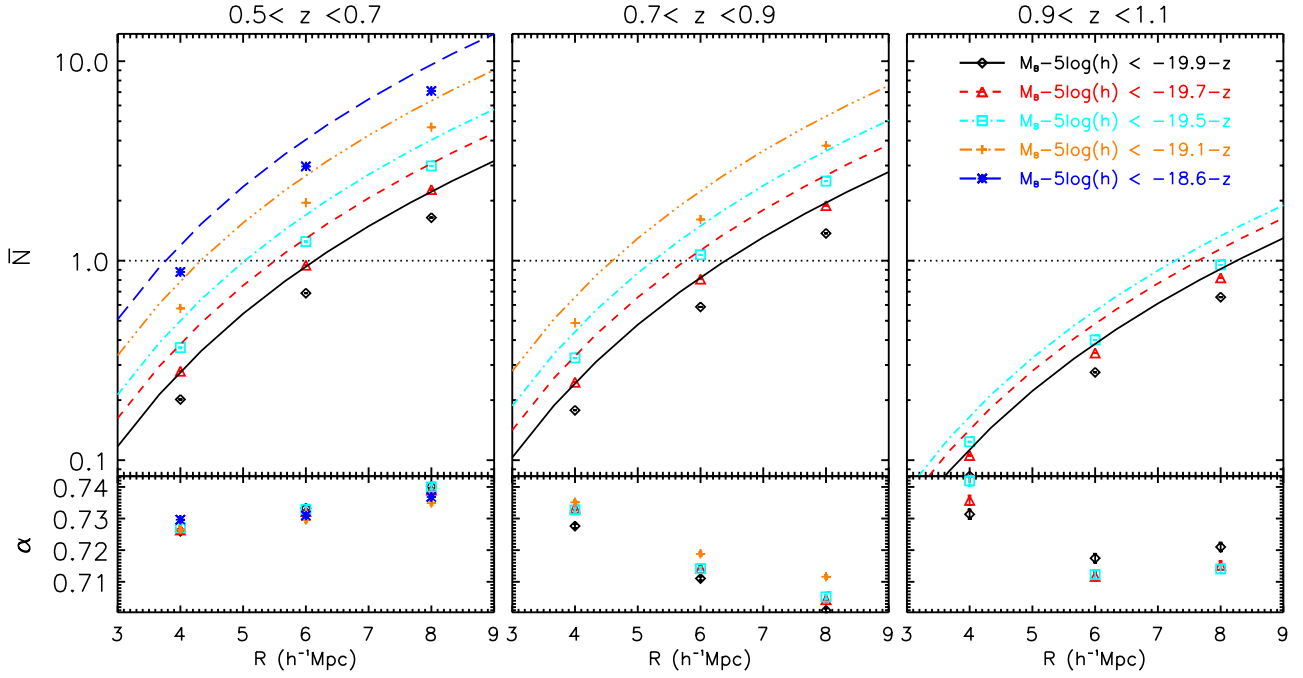 0.5< z <0.7
0.7< z <0.9
0.9< z <1.1
10.0
1.0
0.1
N̅
M_B-5log(h) < -19.9-z
M_B-5log(h) < -19.7-z
M_B-5log(h) < -19.5-z
M_B-5log(h) < -19.1-z
M_B-5log(h) < -18.6-z
0.74
0.73
0.72
0.71
α
3 4 5 6 7 8 9
4 5 6 7 8 9
3 4 5 6 7 8 9
R (h⁻¹Mpc)
R (h⁻¹Mpc)
R (h⁻¹Mpc)